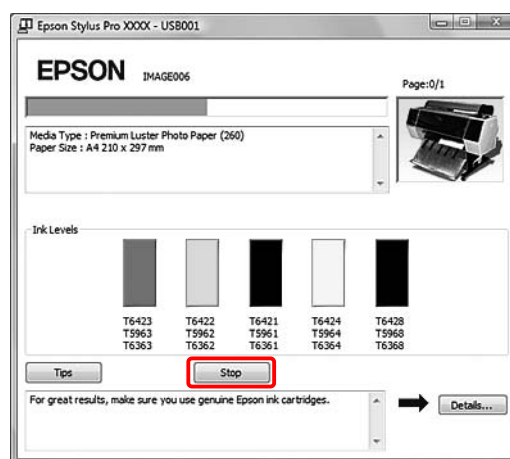 Epson Stylus Pro XXXX - USB001
EPSON IMAGE006
Page:0/1
Media Type : Premium Luster Photo Paper (260)
Paper Size : A4 210 x 297 mm
Ink Levels
T6423 T6422 T6421 T6424 T6428
T5963 T5962 T5961 T5964 T5968
T6363 T6362 T6361 T6364 T6368
Tips Stop
For great results, make sure you use genuine Epson ink cartridges. Details...